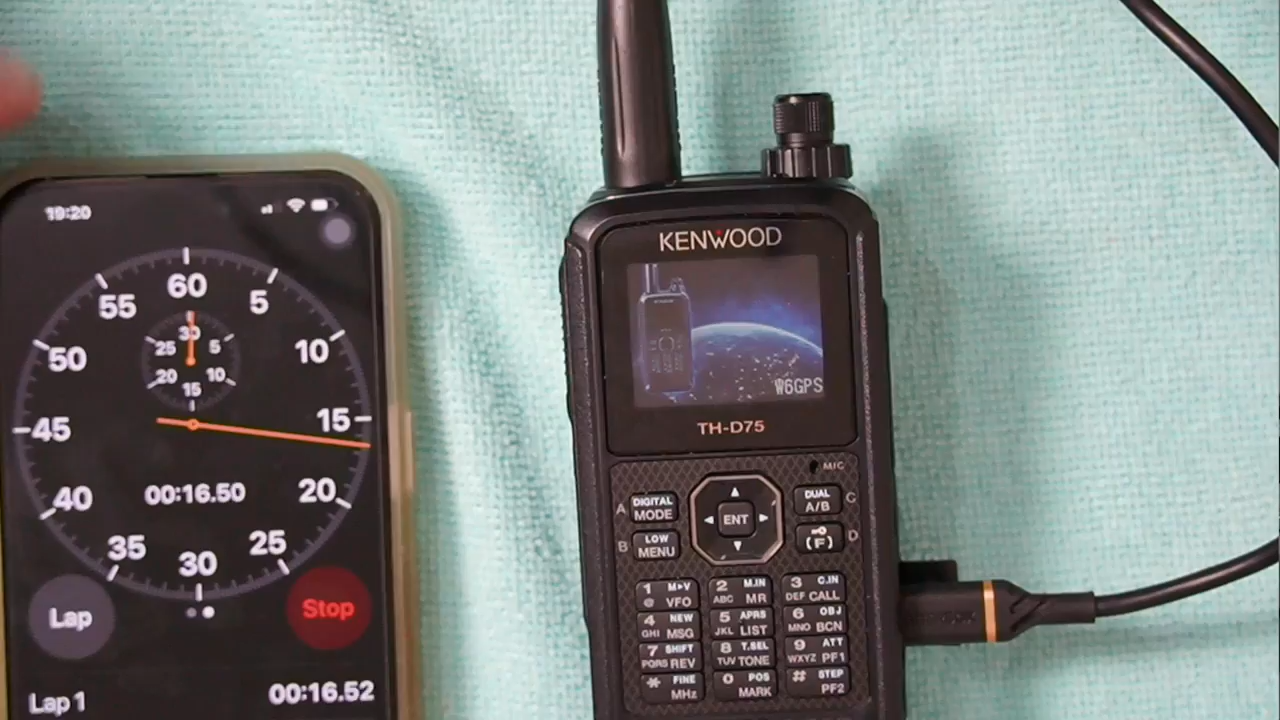 19:20
60
55
5
50
10
45
15
40
20
35
25
30
30
25
5
20
10
15
00:16.50
Lap
Stop
Lap 1
00:16.52
KENWOOD
W6GPS
TH-D75
MIC
A
DIGITAL
MODE
B
LOW
MENU
ENT
DUAL
A/B
C
(F)
D
1 M▶V
@ VFO
2 M.IN
ABC MR
3 C.IN
DEF CALL
4 NEW
GHI MSG
5 APRS
JKL LIST
6 OBJ
MNO BCN
7 SHIFT
PQRS REV
8 T.SEL
TUV TONE
9 ATT
WXYZ PF1
* FINE
MHz
0 POS
MARK
# STEP
PF2